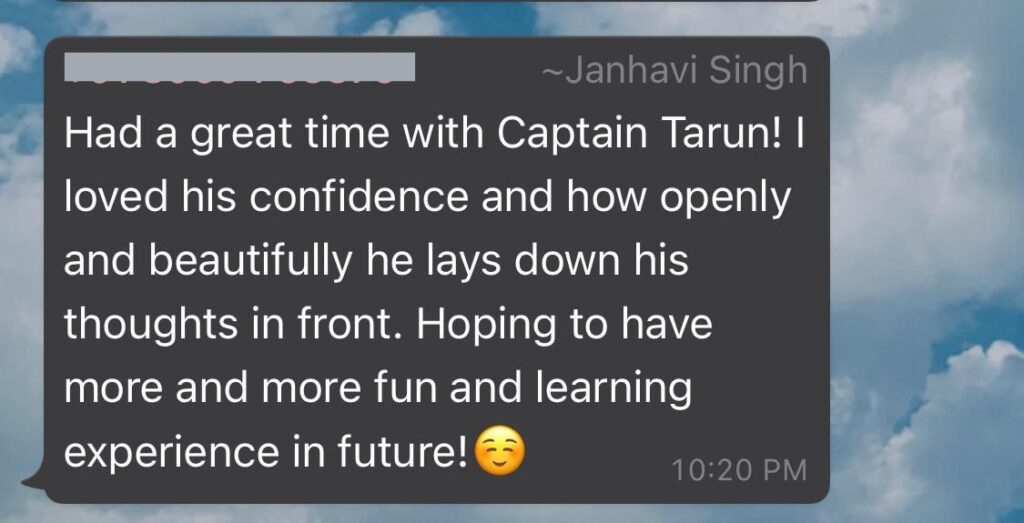 ~Janhavi Singh
Had a great time with Captain Tarun! I
loved his confidence and how openly
and beautifully he lays down his
thoughts in front. Hoping to have
more and more fun and learning
experience in future!☺️
10:20 PM